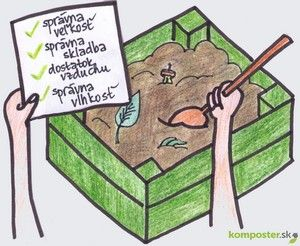 správna
veľkosť
správna
skladba
dostatok
vzduchu
správna
vlhkosť
komposter.sk